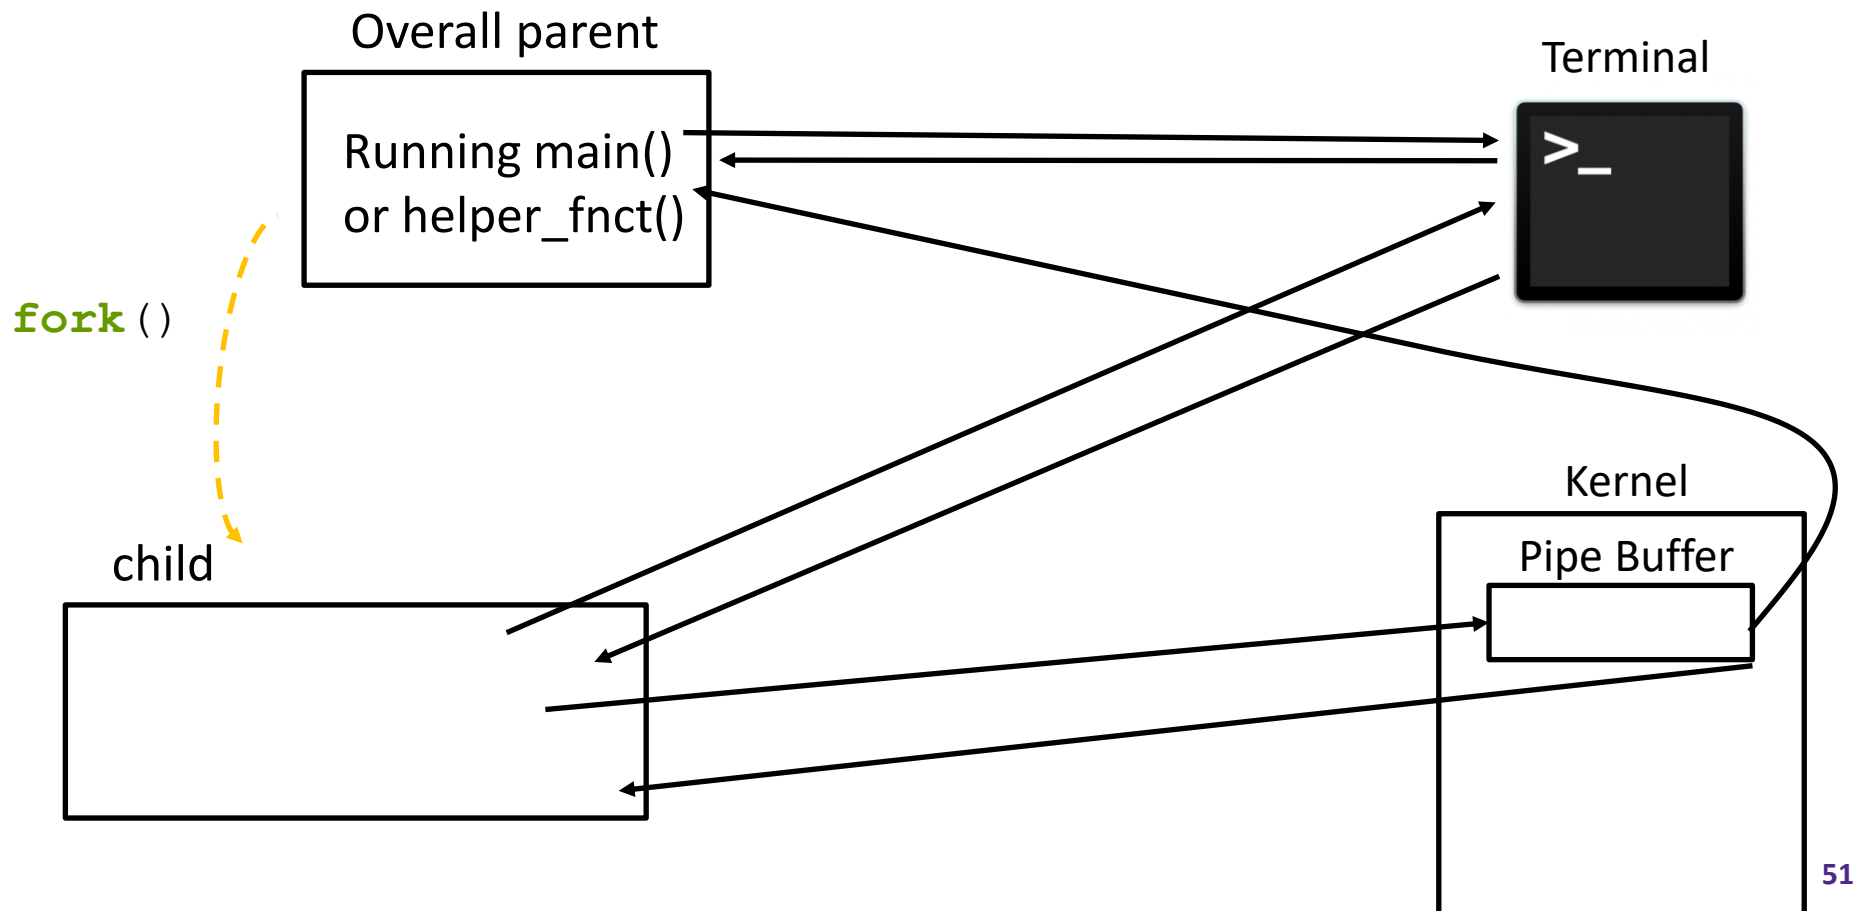 Overall parent
Terminal
Running main()
or helper_fnct()
>_
fork()
Kernel
child
Pipe Buffer
51